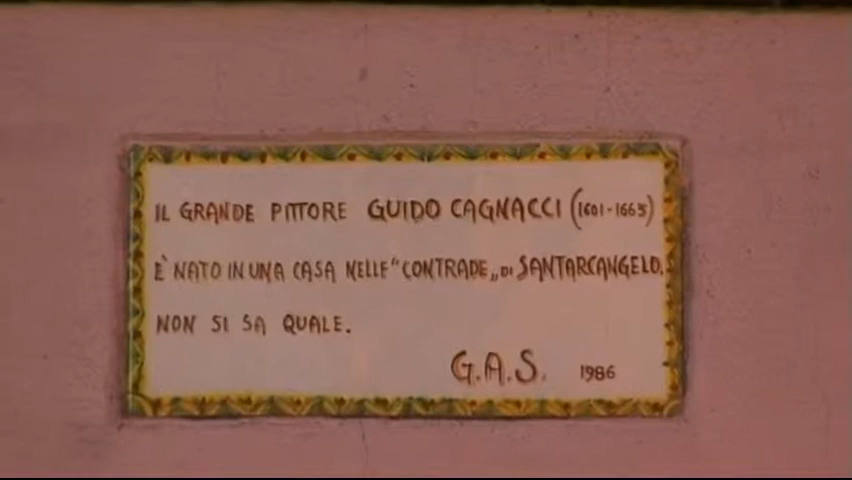 IL GRANDE PITTORE GUIDO CAGNACCI (1601-1663)
È NATO IN UNA CASA NELLE "CONTRADE„ DI SANTARCANGELO.
NON SI SA QUALE.
G.A.S. 1986